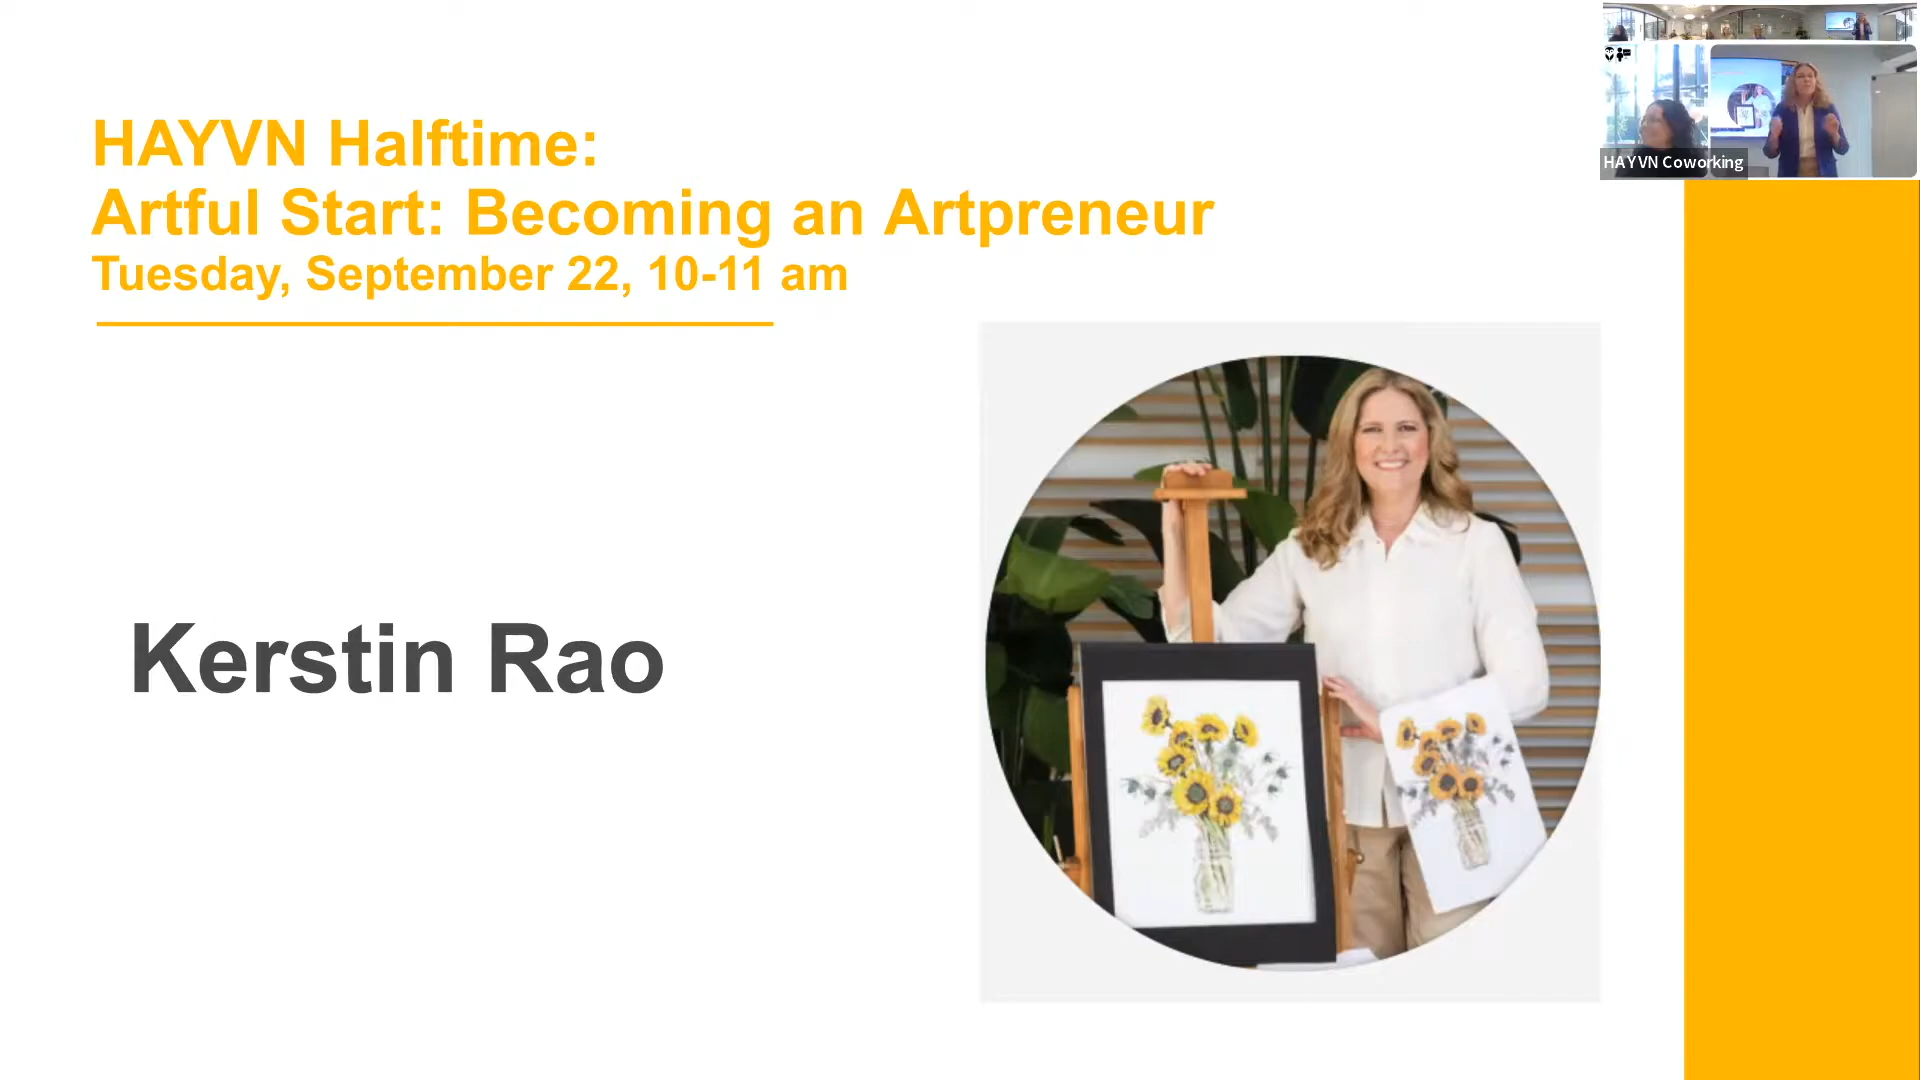 HAYVN Halftime:
Artful Start: Becoming an Artpreneur
Tuesday, September 22, 10-11 am
Kerstin Rao
HAYVN Coworking